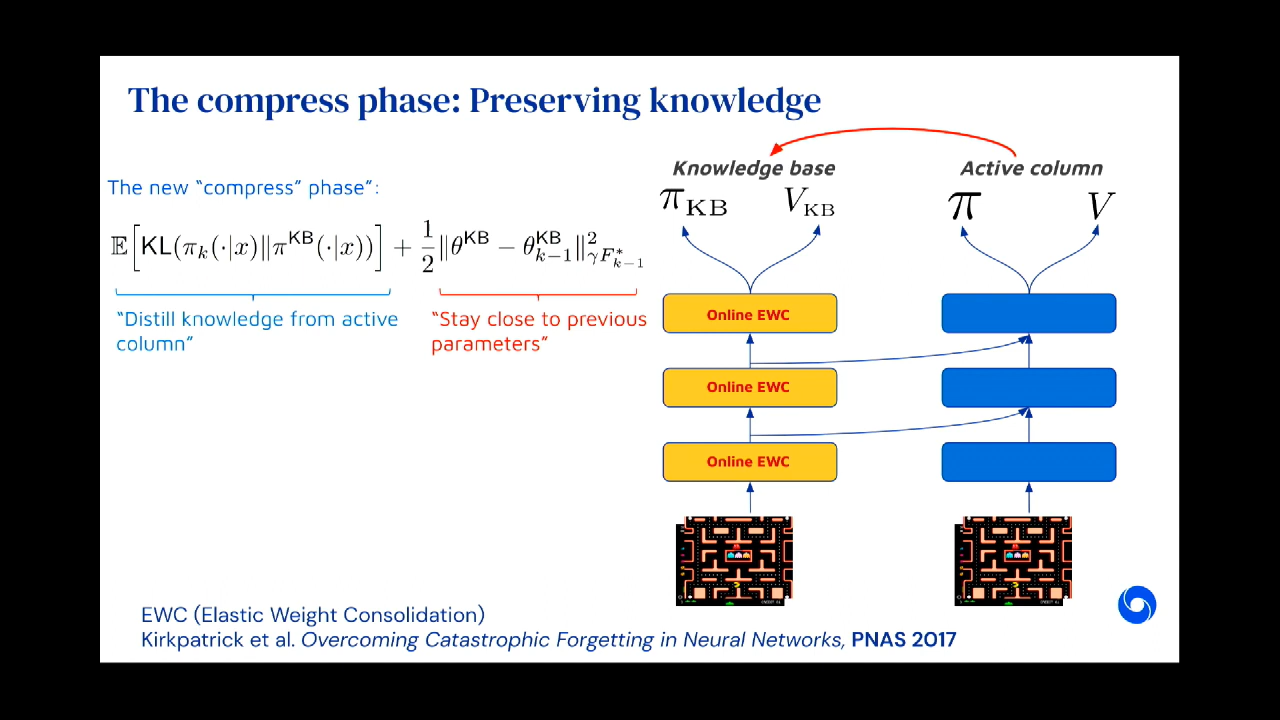 The compress phase: Preserving knowledge
The new “compress” phase”:
𝔼[KL(π_k(·|x)‖π^KB(·|x))] + 1/2‖θ^KB − θ^KB_{k−1}‖²_{γF*_{k−1}}
“Distill knowledge from active
column”
“Stay close to previous
parameters”
Knowledge base
π_KB V_KB
Active column
π V
Online EWC
Online EWC
Online EWC
EWC (Elastic Weight Consolidation)
Kirkpatrick et al. Overcoming Catastrophic Forgetting in Neural Networks, PNAS 2017